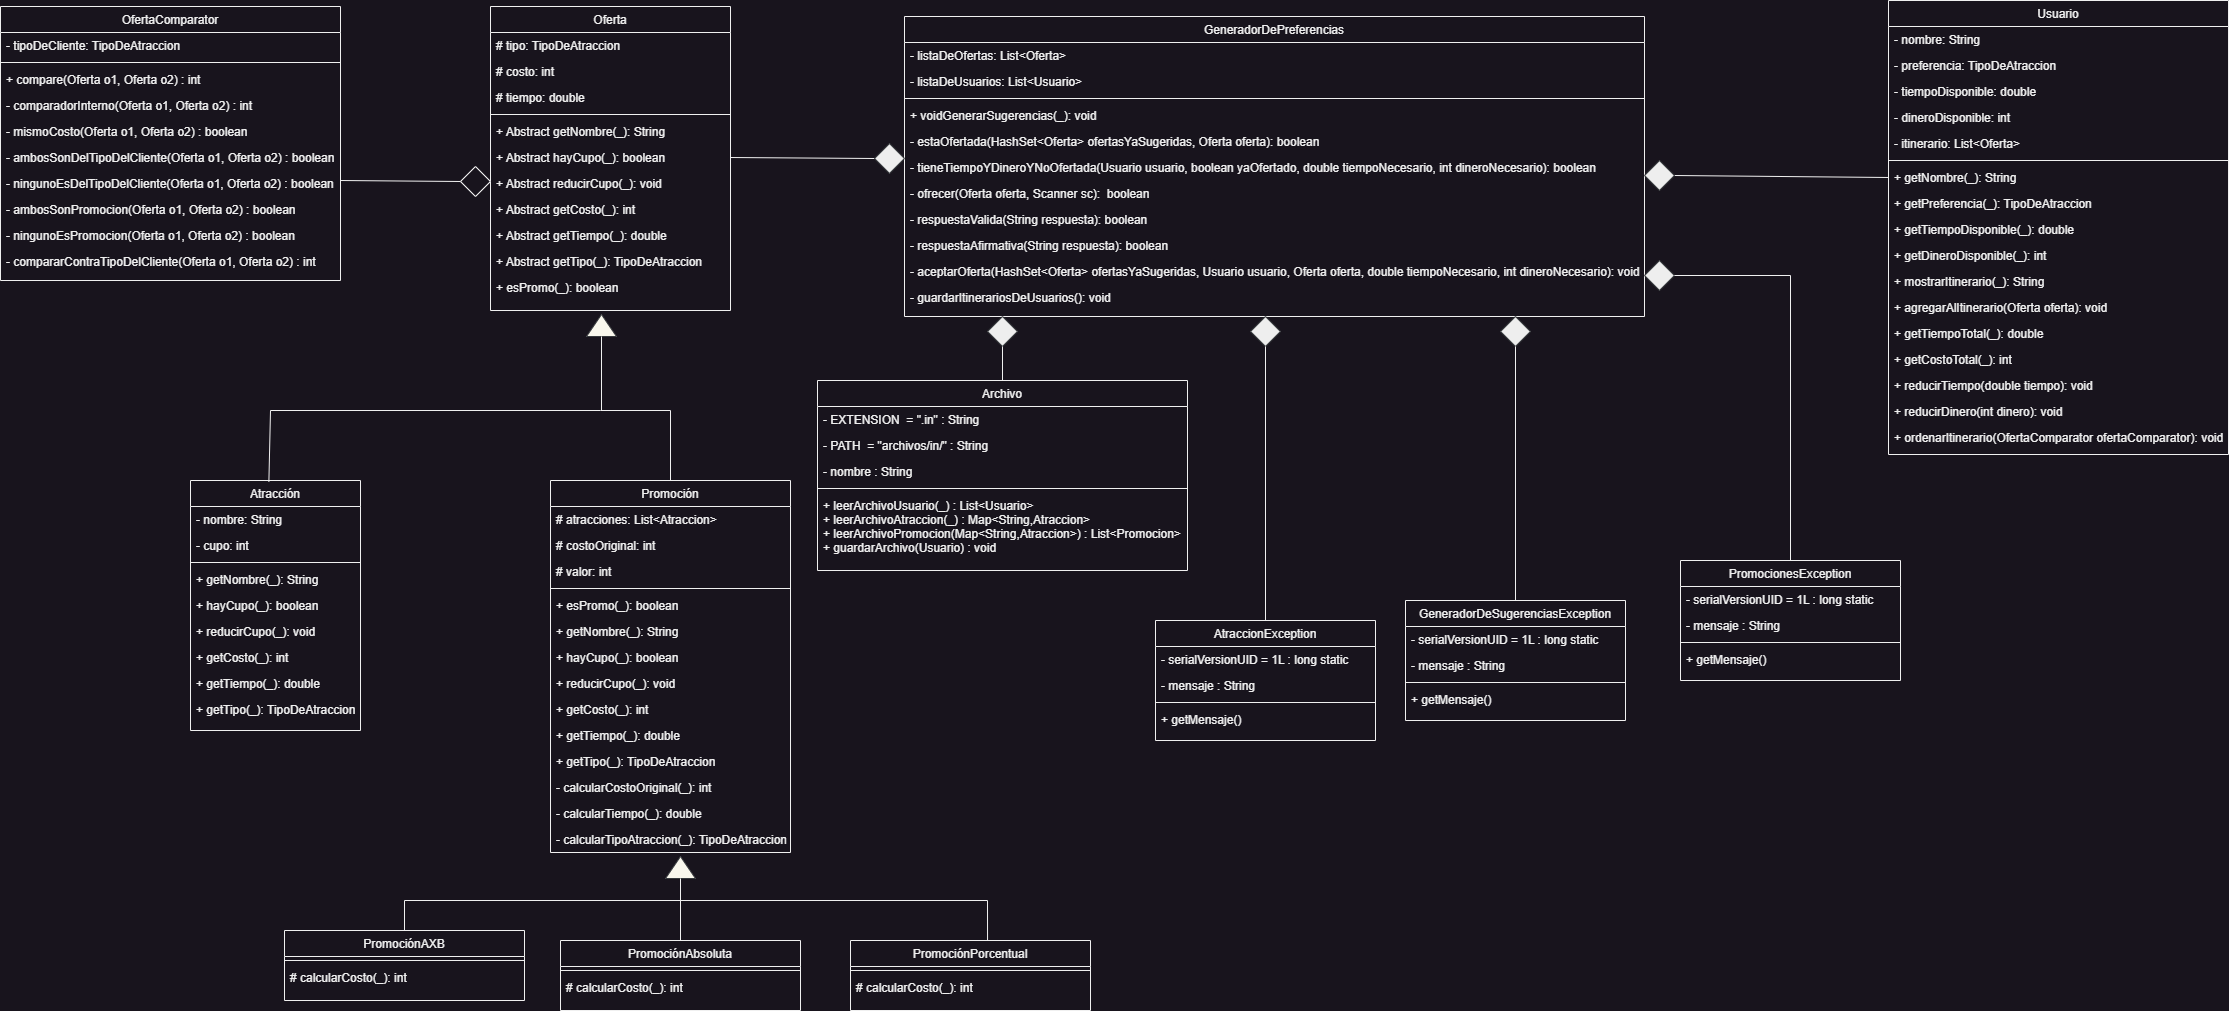 OfertaComparator
- tipoDeCliente: TipoDeAtraccion
+ compare(Oferta o1, Oferta o2) : int
- comparadorInterno(Oferta o1, Oferta o2) : int
- mismoCosto(Oferta o1, Oferta o2) : boolean
- ambosSonDelTipoDelCliente(Oferta o1, Oferta o2) : boolean
- ningunoEsDelTipoDelCliente(Oferta o1, Oferta o2) : boolean
- ambosSonPromocion(Oferta o1, Oferta o2) : boolean
- ningunoEsPromocion(Oferta o1, Oferta o2) : boolean
- compararContraTipoDelCliente(Oferta o1, Oferta o2) : int
Oferta
# tipo: TipoDeAtraccion
# costo: int
# tiempo: double
+ Abstract getNombre(_): String
+ Abstract hayCupo(_): boolean
+ Abstract reducirCupo(_): void
+ Abstract getCosto(_): int
+ Abstract getTiempo(_): double
+ Abstract getTipo(_): TipoDeAtraccion
+ esPromo(_): boolean
GeneradorDePreferencias
- listaDeOfertas: List<Oferta>
- listaDeUsuarios: List<Usuario>
+ voidGenerarSugerencias(_): void
- estaOfertada(HashSet<Oferta> ofertasYaSugeridas, Oferta oferta): boolean
- tieneTiempoYDineroYNoOfertada(Usuario usuario, boolean yaOfertado, double tiempoNecesario, int dineroNecesario): boolean
- ofrecer(Oferta oferta, Scanner sc):  boolean
- respuestaValida(String respuesta): boolean
- respuestaAfirmativa(String respuesta): boolean
- aceptarOferta(HashSet<Oferta> ofertasYaSugeridas, Usuario usuario, Oferta oferta, double tiempoNecesario, int dineroNecesario): void
- guardarItinerariosDeUsuarios(): void
Usuario
- nombre: String
- preferencia: TipoDeAtraccion
- tiempoDisponible: double
- dineroDisponible: int
- itinerario: List<Oferta>
+ getNombre(_): String
+ getPreferencia(_): TipoDeAtraccion
+ getTiempoDisponible(_): double
+ getDineroDisponible(_): int
+ mostrarItinerario(_): String
+ agregarAlItinerario(Oferta oferta): void
+ getTiempoTotal(_): double
+ getCostoTotal(_): int
+ reducirTiempo(double tiempo): void
+ reducirDinero(int dinero): void
+ ordenarItinerario(OfertaComparator ofertaComparator): void
Archivo
- EXTENSION  = ".in" : String
- PATH  = "archivos/in/" : String
- nombre : String
+ leerArchivoUsuario(_) : List<Usuario>
+ leerArchivoAtraccion(_) : Map<String,Atraccion>
+ leerArchivoPromocion(Map<String,Atraccion>) : List<Promocion>
+ guardarArchivo(Usuario) : void
Atracción
- nombre: String
- cupo: int
+ getNombre(_): String
+ hayCupo(_): boolean
+ reducirCupo(_): void
+ getCosto(_): int
+ getTiempo(_): double
+ getTipo(_): TipoDeAtraccion
Promoción
# atracciones: List<Atraccion>
# costoOriginal: int
# valor: int
+ esPromo(_): boolean
+ getNombre(_): String
+ hayCupo(_): boolean
+ reducirCupo(_): void
+ getCosto(_): int
+ getTiempo(_): double
+ getTipo(_): TipoDeAtraccion
- calcularCostoOriginal(_): int
- calcularTiempo(_): double
- calcularTipoAtraccion(_): TipoDeAtraccion
AtraccionException
- serialVersionUID = 1L : long static
- mensaje : String
+ getMensaje()
GeneradorDeSugerenciasException
- serialVersionUID = 1L : long static
- mensaje : String
+ getMensaje()
PromocionesException
- serialVersionUID = 1L : long static
- mensaje : String
+ getMensaje()
PromociónAXB
# calcularCosto(_): int
PromociónAbsoluta
# calcularCosto(_): int
PromociónPorcentual
# calcularCosto(_): int